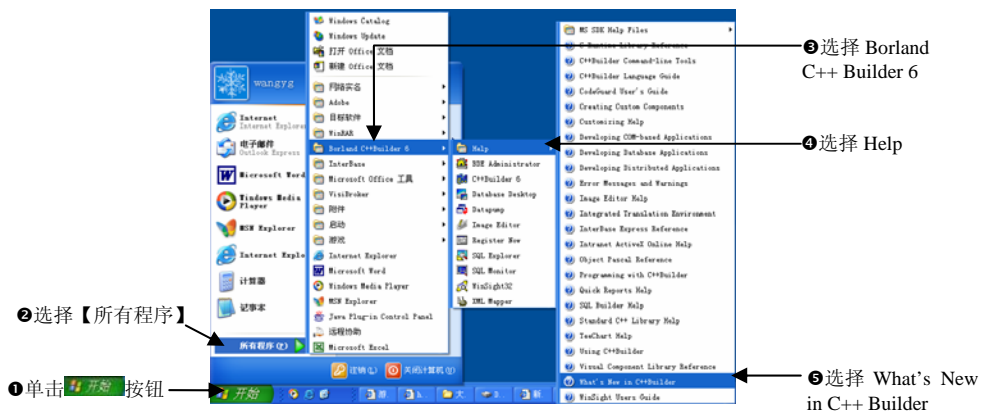 ❸选择 Borland
C++ Builder 6
❹选择 Help
❺选择 What's New
in C++ Builder
❷选择【所有程序】
❶单击 开始 按钮
wangyg
Internet
Internet Explorer
电子邮件
Outlook Express
Microsoft Word
Windows Media
Player
MSN Explorer
Internet Explo
计算器
记事本
所有程序(P)
注销(L)
关闭计算机(U)
开始
Windows Catalog
Windows Update
打开 Office 文档
新建 Office 文档
网络实名
Adobe
目标软件
WinRAR
Borland C++Builder 6
InterBase
Microsoft Office 工具
VisiBroker
附件
启动
游戏
Internet Explorer
Microsoft Word
Windows Media Player
MSN Explorer
Java Plug-in Control Panel
远程协助
Microsoft Excel
Help
BDE Administrator
C++Builder 6
Database Desktop
Datapump
Image Editor
Register Now
SQL Explorer
SQL Monitor
WinSight32
XML Mapper
MS SDK Help Files
C Runtime Library Reference
C++Builder Command-line Tools
C++Builder Language Guide
CodeGuard User's Guide
Creating Custom Components
Customizing Help
Developing COM-based Applications
Developing Database Applications
Developing Distributed Applications
Error Messages and Warnings
Image Editor Help
Integrated Translation Environment
InterBase Express Reference
Intranet ActiveX Online Help
Object Pascal Reference
Programming with C++Builder
Quick Reports Help
SQL Builder Help
Standard C++ Library Help
TeeChart Help
Using C++Builder
Visual Component Library Reference
What's New in C++Builder
WinSight Users Guide